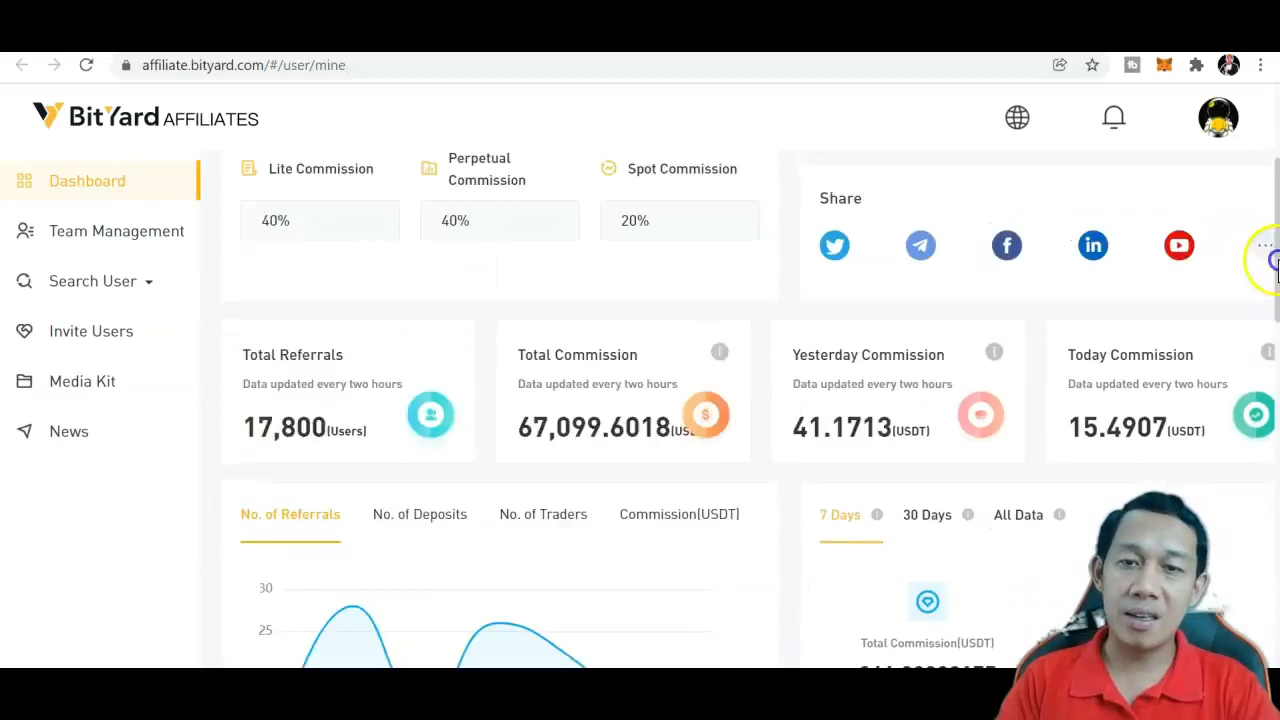 affiliate.bityard.com/#/user/mine
BitYard AFFILIATES
Dashboard
Team Management
Search User
Invite Users
Media Kit
News
Lite Commission
40%
Perpetual
Commission
40%
Spot Commission
20%
Share
Total Referrals
Data updated every two hours
17,800(Users)
Total Commission
Data updated every two hours
67,099.6018
Yesterday Commission
Data updated every two hours
41.1713(USDT)
Today Commission
Data updated every two hours
15.4907(USDT)
No. of Referrals No. of Deposits No. of Traders Commission(USDT)
30
25
7 Days 30 Days All Data
Total Commission(USDT)